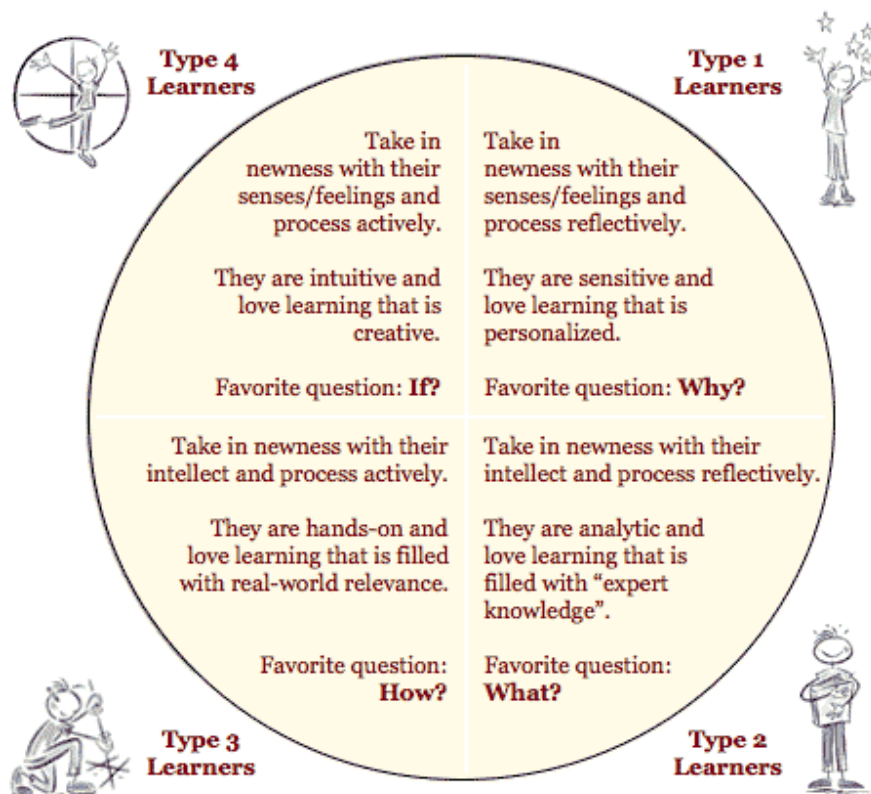 Type 4
Learners
Take in
newness with their
senses/feelings and
process actively.
They are intuitive and
love learning that is
creative.
Favorite question: If?
Type 1
Learners
Take in
newness with their
senses/feelings and
process reflectively.
They are sensitive and
love learning that is
personalized.
Favorite question: Why?
Take in newness with their
intellect and process actively.
They are hands-on and
love learning that is filled
with real-world relevance.
Favorite question:
How?
Type 3
Learners
Take in newness with their
intellect and process reflectively.
They are analytic and
love learning that is
filled with “expert
knowledge”.
Favorite question:
What?
Type 2
Learners